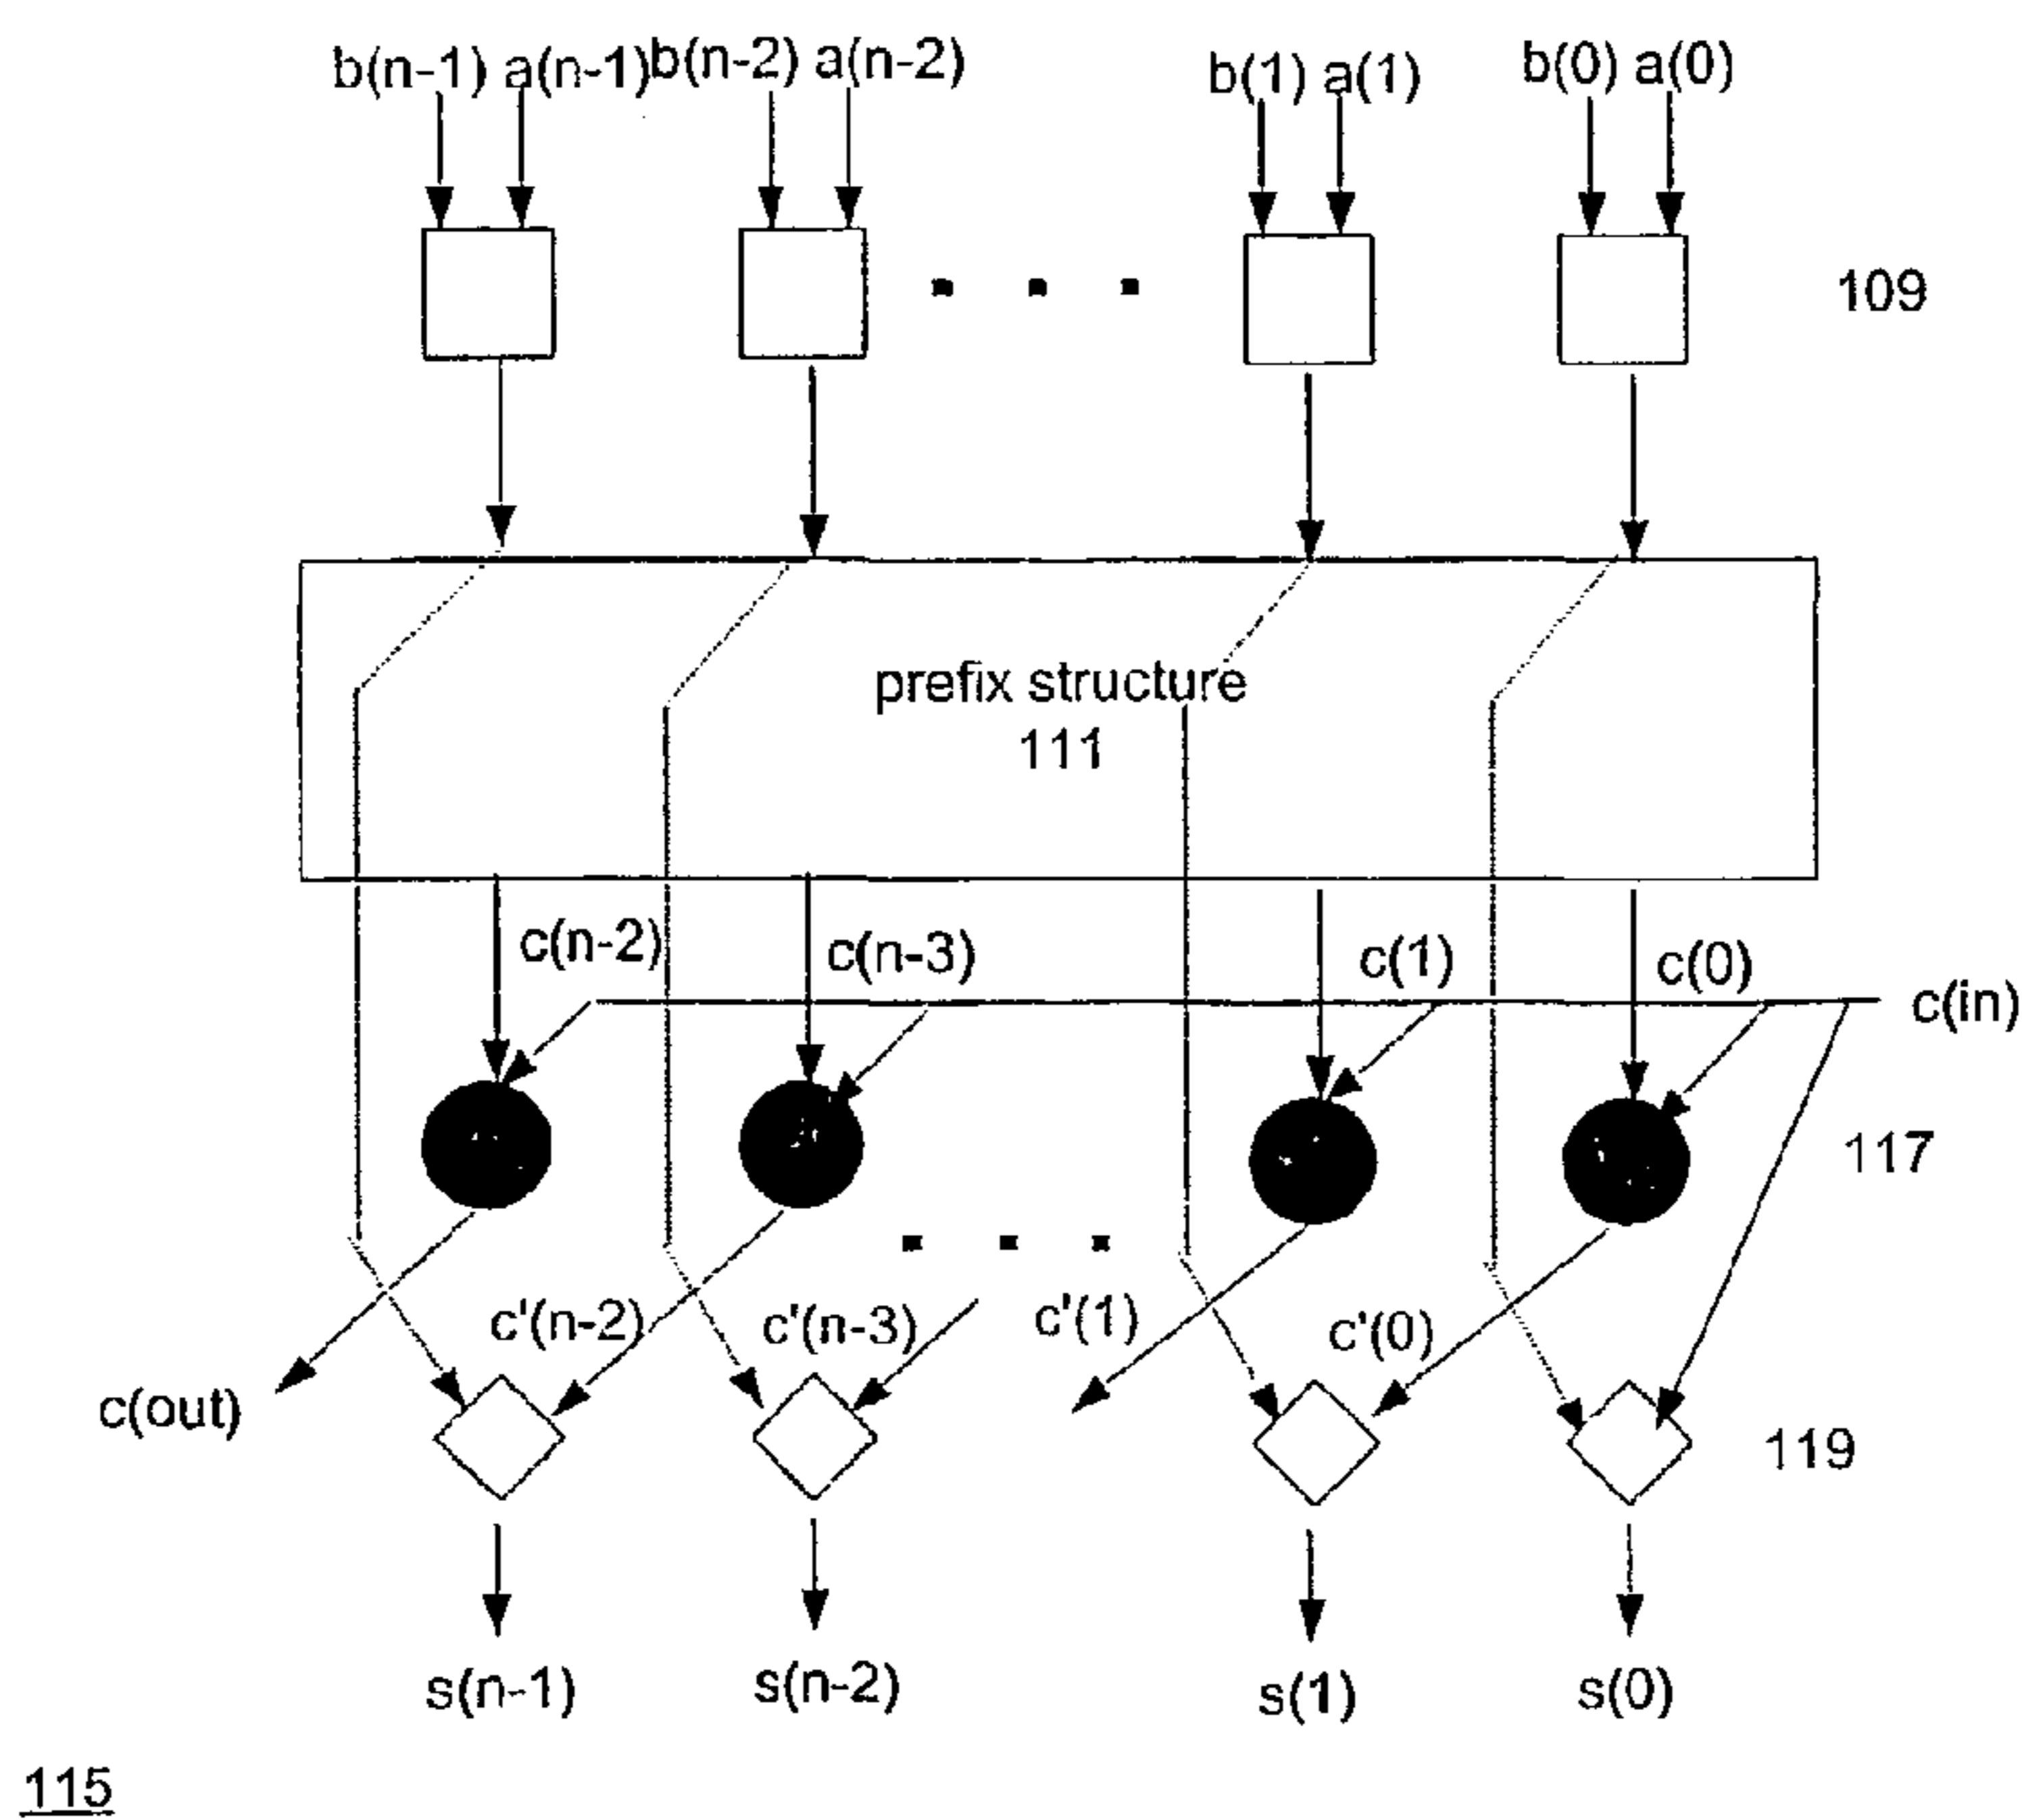 b(n-1) a(n-1) b(n-2) a(n-2) b(1) a(1) b(0) a(0)
109
prefix structure
111
c(n-2) c(n-3) c(1) c(0)
c(in)
117
c'(n-2) c'(n-3) c'(1) c'(0)
c(out)
119
s(n-1) s(n-2) s(1) s(0)
115